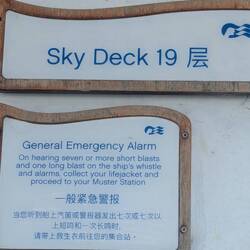 Sky Deck 19 层
General Emergency Alarm
On hearing seven or more short blasts
and one long blast on the ship's whistle
and alarms, collect your lifejacket and
proceed to your Muster Station
一般紧急警报
当您听到船上汽笛或警报器发出七次或七次以
上短鸣和一次长鸣时,
请带上救生衣前往您的集合站。